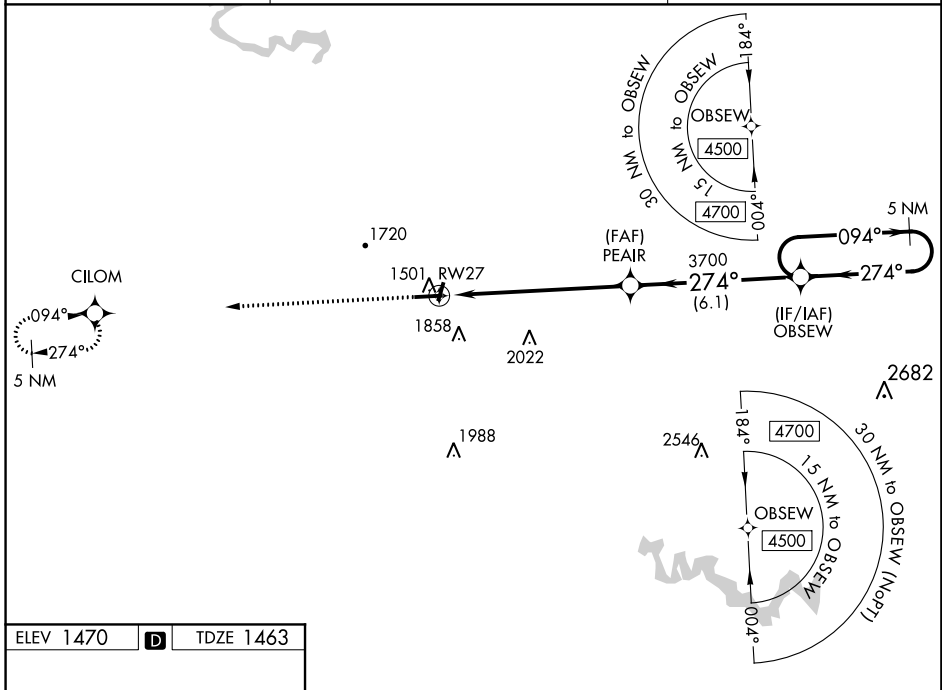 184°
30 NM to OBSEW
15 NM to OBSEW
OBSEW
4500
4700
004°
5 NM
094°
274°
(IF/IAF)
OBSEW
3700
274°
(6.1)
(FAF)
PEAIR
1720
1501
RW27
1858
2022
CILOM
094°
274°
5 NM
2682
1988
2546
184°
4700
30 NM to OBSEW (NoPT)
15 NM to OBSEW
OBSEW
4500
004°
ELEV 1470 D TDZE 1463